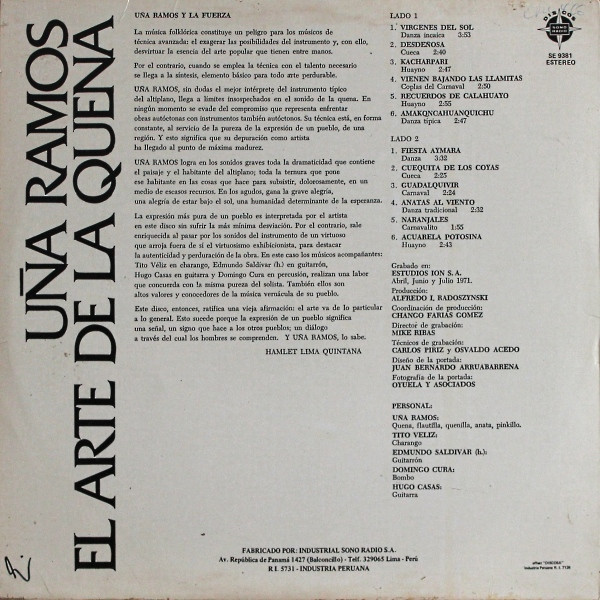 UÑA RAMOS
EL ARTE DE LA QUENA
UÑA RAMOS Y LA FUERZA
La música folklórica constituye un peligro para los músicos de
técnica avanzada: el exagerar las posibilidades del instrumento y, con ello,
desvirtuar la esencia del arte popular que tienen entre manos.
Por el contrario, cuando se emplea la técnica con el talento necesario
se llega a la síntesis, elemento básico para todo arte perdurable.
UÑA RAMOS, sin dudas el mejor intérprete del instrumento típico
del altiplano, llega a límites insospechados en el sonido de la quena. En
ningún momento se evade del compromiso que representa enfrentar
obras autóctonas con instrumentos también autóctonos. Su técnica está, en forma
constante, al servicio de la pureza de la expresión de un pueblo, de una
región. Y esto significa que su depuración como artista
ha llegado al punto de máxima madurez.
UÑA RAMOS logra en los sonidos graves toda la dramaticidad que contiene
el paisaje y el habitante del altiplano; toda la ternura que pone
ese habitante en las cosas que hace para subsistir, dolorosamente, en un
medio de escasos recursos. En los agudos, gana la grave alegría,
una alegría de estar bajo el sol, una humanidad determinante de la esperanza.
La expresión más pura de un pueblo es interpretada por el artista
en este disco sin sufrir la más mínima desviación. Por el contrario, sale
enriquecida al pasar por los sonidos del instrumento de un virtuoso
que arroja fuera de si el virtuosismo exhibicionista, para destacar
la autenticidad y perduración de la obra. En este caso los músicos acompañantes:
Tito Véliz en charango, Edmundo Saldívar (h.) en guitarrón,
Hugo Casas en guitarra y Domingo Cura en percusión, realizan una labor
que concuerda con la misma pureza del solista. También ellos son
altos valores y conocedores de la música vernácula de su pueblo.
Este disco, entonces, ratifica una vieja afirmación: el arte va de lo particular
a lo general. Esto sucede porque la expresión de un pueblo significa
una señal, un signo que hace a los otros pueblos; un diálogo
a través del cual los hombres se comprenden. Y UÑA RAMOS, lo sabe.
HAMLET LIMA QUINTANA
DISCOS
SONO RADIO
SE 9381
ESTEREO
LADO 1
1. VIRGENES DEL SOL
Danza incaica 3:53
2. DESDEÑOSA
Cueca 2:40
3. KACHARPARI
Huayno 2:47
4. VIENEN BAJANDO LAS LLAMITAS
Coplas del Carnaval 2:50
5. RECUERDOS DE CALAHUAYO
Huayno 2:55
6. AMAKQNCAHUANQUICHU
Danza típica 2:47
LADO 2
1. FIESTA AYMARA
Danza 3:32
2. CUEQUITA DE LOS COYAS
Cueca 2:25
3. GUADALQUIVIR
Carnaval 2:24
4. ANATAS AL VIENTO
Danza tradicional 2:32
5. NARANJALES
Carnavalito 1:55
6. ACUARELA POTOSINA
Huayno 2:43
Grabado en:
ESTUDIOS ION S.A.
Abril, Junio y Julio 1971.
Producción:
ALFREDO I, RADOSZYNSKI
Coordinación de producción:
CHANGO FARIAS GOMEZ
Director de grabación:
MIKE RIBAS
Técnicos de grabación:
CARLOS PIRIZ y OSVALDO ACEDO
Diseño de la portada:
JUAN BERNARDO ARRUABARRENA
Fotografía de la portada:
OYUELA Y ASOCIADOS
PERSONAL:
UÑA RAMOS:
Quena, flautilla, quenilla, anata, pinkillo.
TITO VELIZ:
Charango
EDMUNDO SALDIVAR (h.):
Guitarrón
DOMINGO CURA:
Bombo
HUGO CASAS:
Guitarra
FABRICADO POR: INDUSTRIAL SONO RADIO S.A.
Av. República de Panamá 1427 (Balconcillo) - Telf. 329065 Lima - Perú
R I. 5731 - INDUSTRIA PERUANA
Industria Peruana R. I. 7136